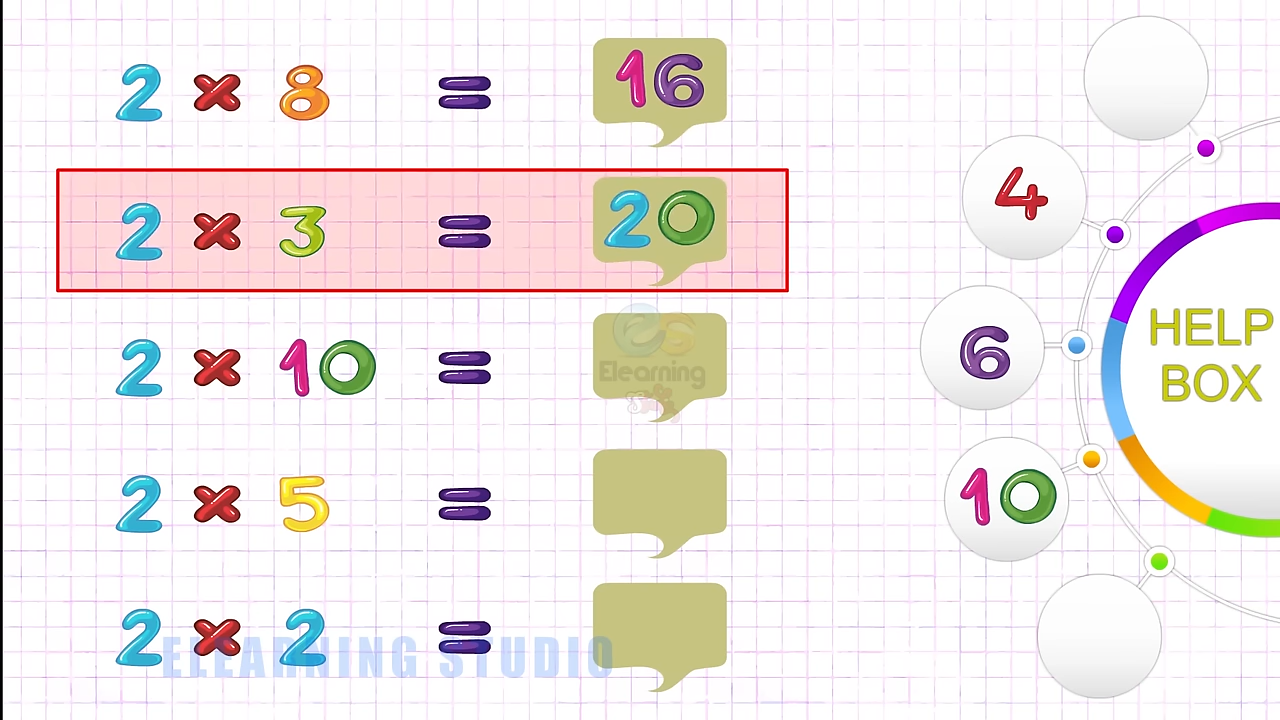 2 × 8 = 16
2 × 3 = 20
2 × 10 =
2 × 5 =
2 × 2 =
4
6
10
HELP
BOX
Elearning
ELEARNING STUDIO